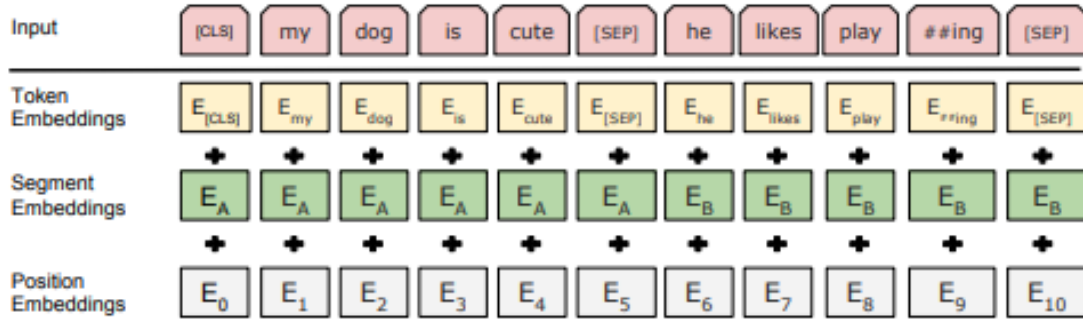 Input [CLS] my dog is cute [SEP] he likes play ##ing [SEP]
Token
Embeddings E[CLS] Emy Edog Eis Ecute E[SEP] Ehe Elikes Eplay E##ing E[SEP]
+ + + + + + + + + + +
Segment
Embeddings EA EA EA EA EA EA EB EB EB EB EB
+ + + + + + + + + + +
Position
Embeddings E0 E1 E2 E3 E4 E5 E6 E7 E8 E9 E10